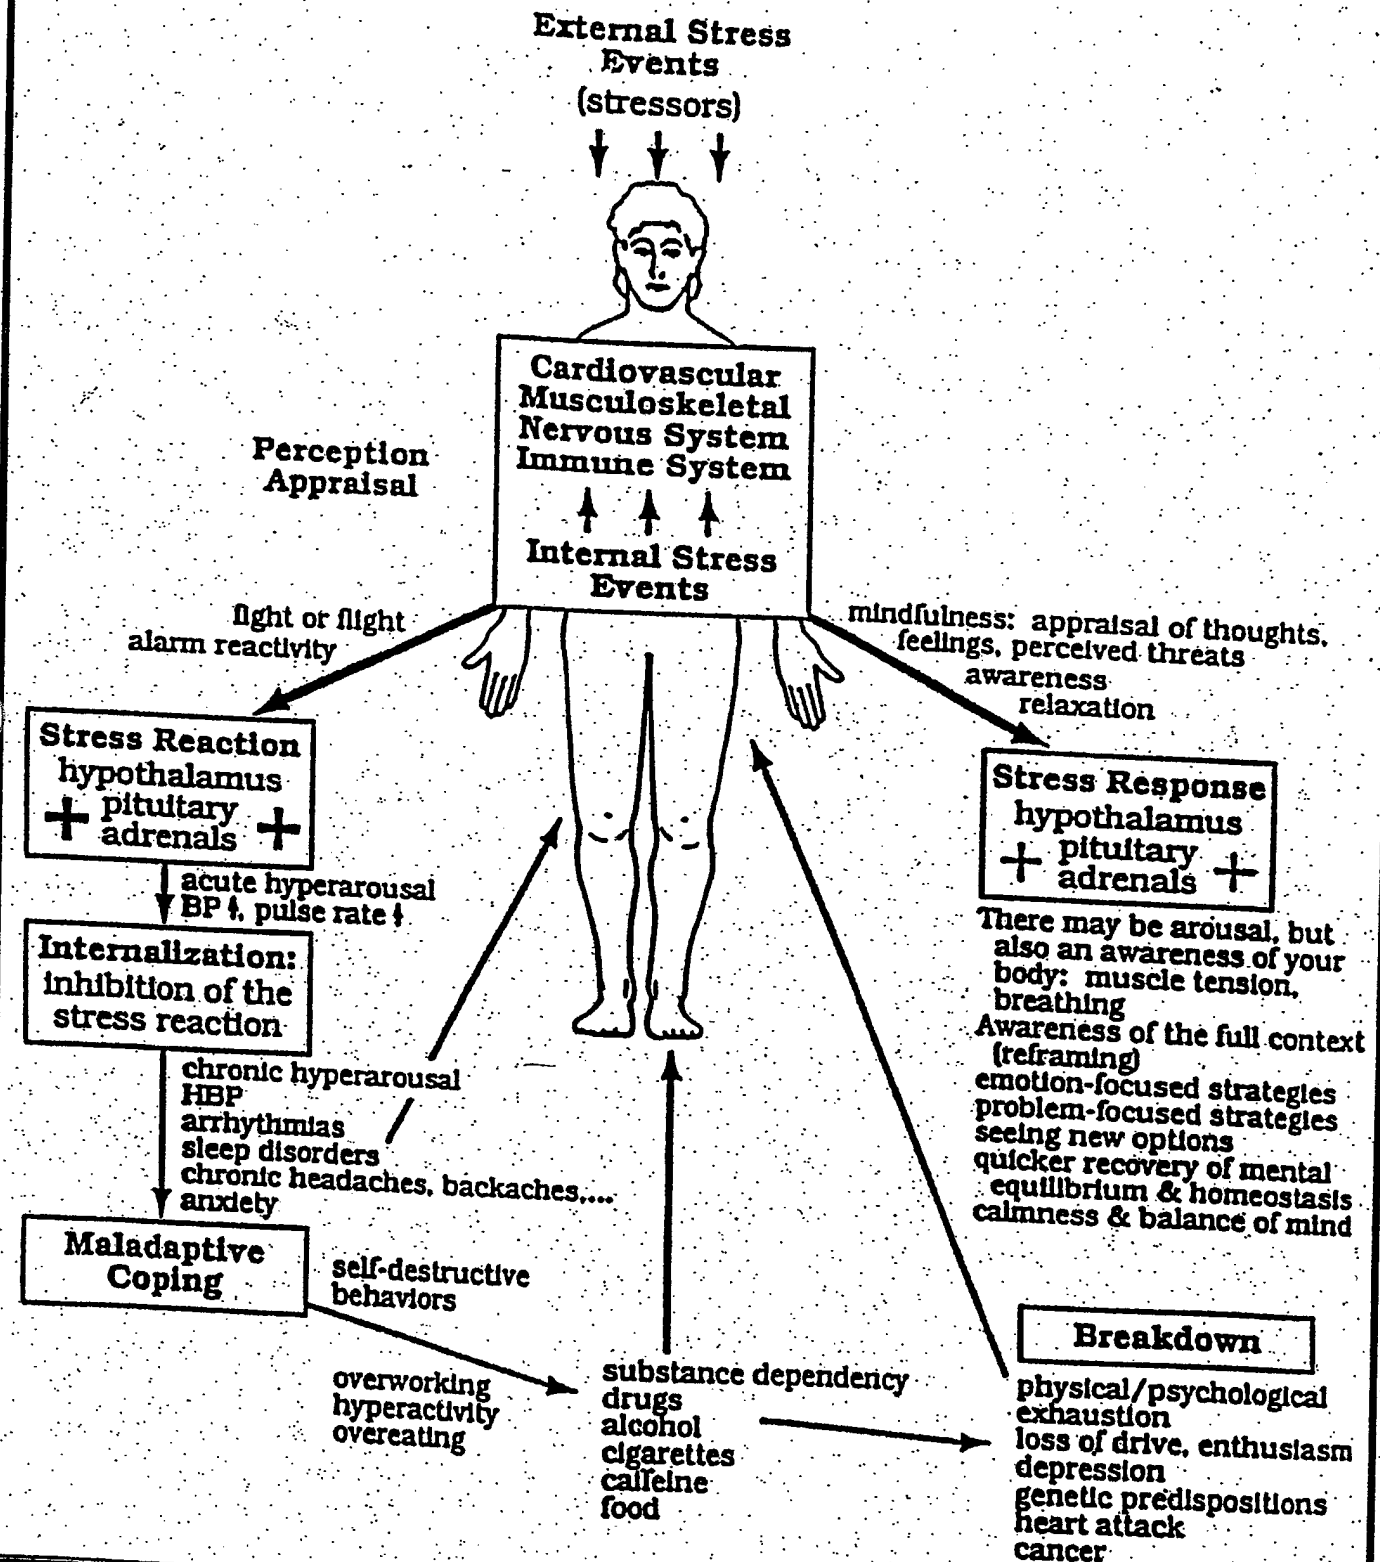 External Stress
Events
(stressors)
Cardiovascular
Musculoskeletal
Nervous System
Immune System
Internal Stress
Events
Perception
Appraisal
fight or flight
alarm reactivity
mindfulness: appraisal of thoughts,
feelings, perceived threats
awareness
relaxation
Stress Reaction
hypothalamus
+ pituitary +
adrenals
acute hyperarousal
BP ↑, pulse rate ↑
Internalization:
inhibition of the
stress reaction
chronic hyperarousal
HBP
arrhythmias
sleep disorders
chronic headaches, backaches,...
anxiety
Maladaptive
Coping
self-destructive
behaviors
overworking
hyperactivity
overeating
substance dependency
drugs
alcohol
cigarettes
caffeine
food
Stress Response
hypothalamus
+ pituitary +
adrenals
There may be arousal, but
also an awareness of your
body: muscle tension,
breathing
Awareness of the full context
(reframing)
emotion-focused strategies
problem-focused strategies
seeing new options
quicker recovery of mental
equilibrium & homeostasis
calmness & balance of mind
Breakdown
physical/psychological
exhaustion
loss of drive, enthusiasm
depression
genetic predispositions
heart attack
cancer